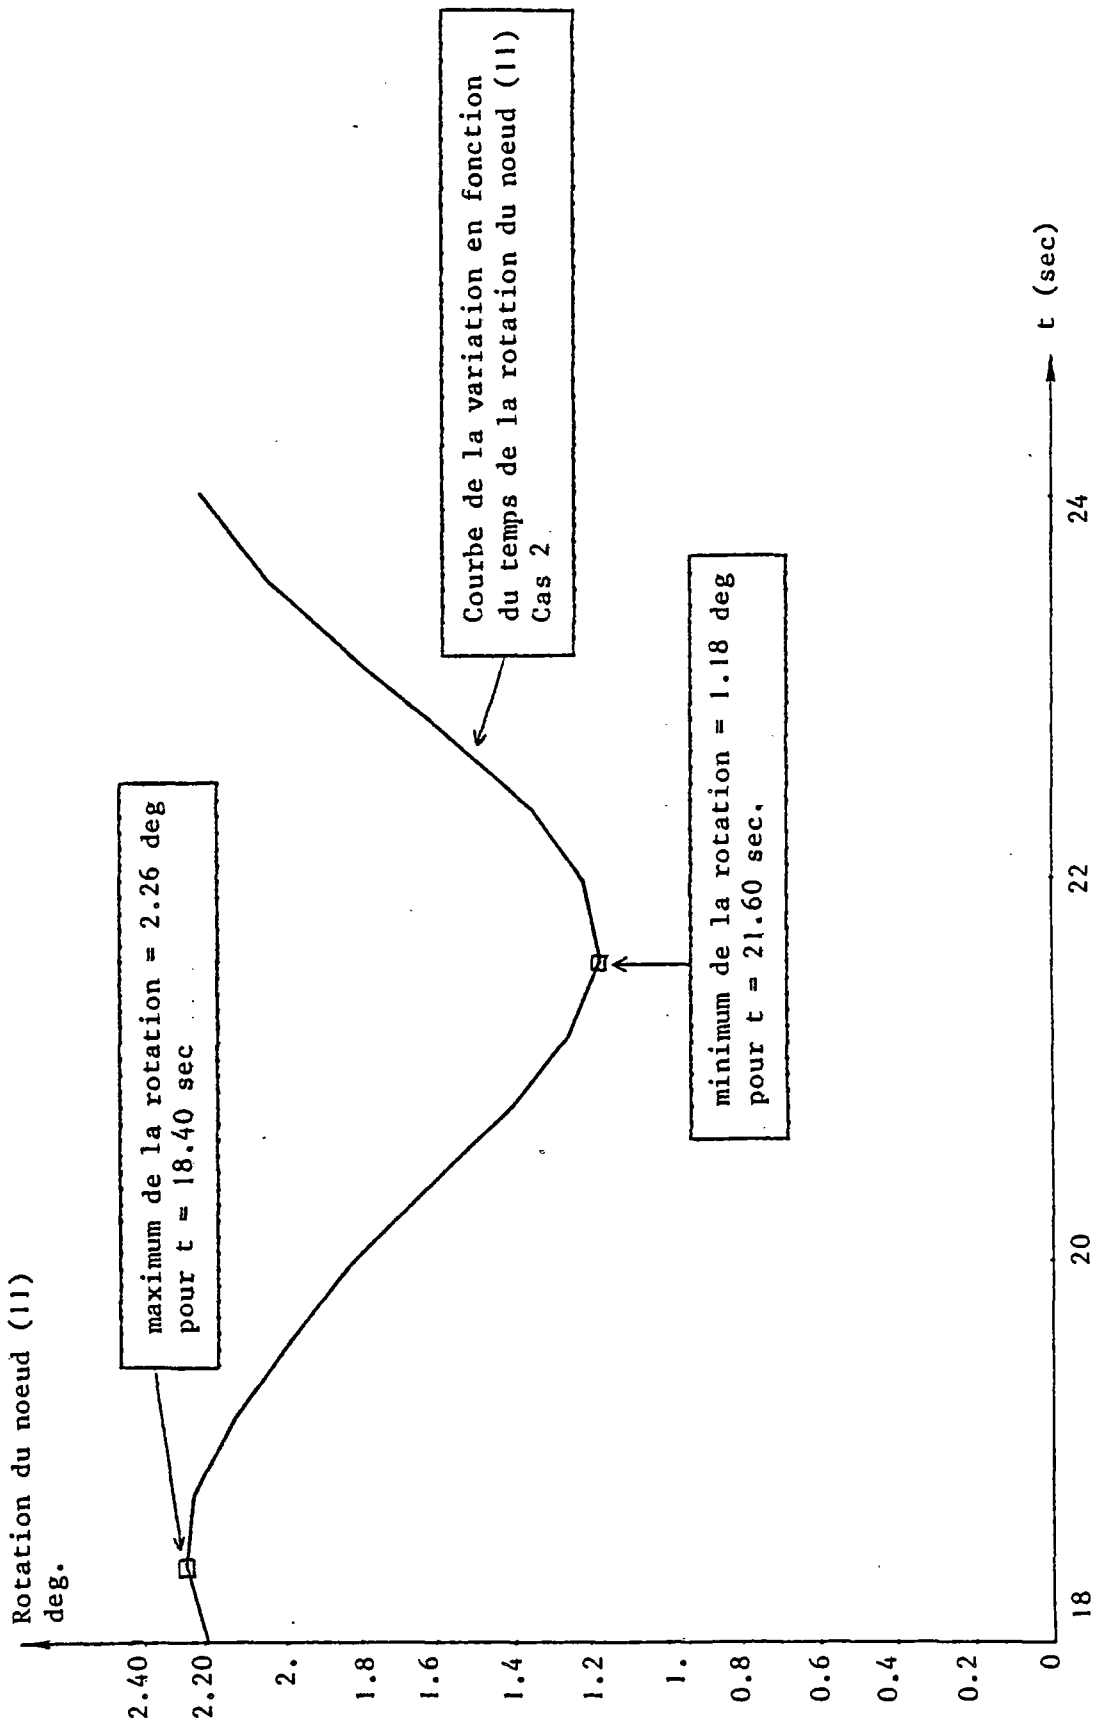 Rotation du noeud (11)
deg.
2.40
2.20
2.
1.8
1.6
1.4
1.2
1.
0.8
0.6
0.4
0.2
0
maximum de la rotation = 2.26 deg
pour t = 18.40 sec
Courbe de la variation en fonction
du temps de la rotation du noeud (11)
Cas 2
minimum de la rotation = 1.18 deg
pour t = 21.60 sec.
18
20
22
24
t (sec)